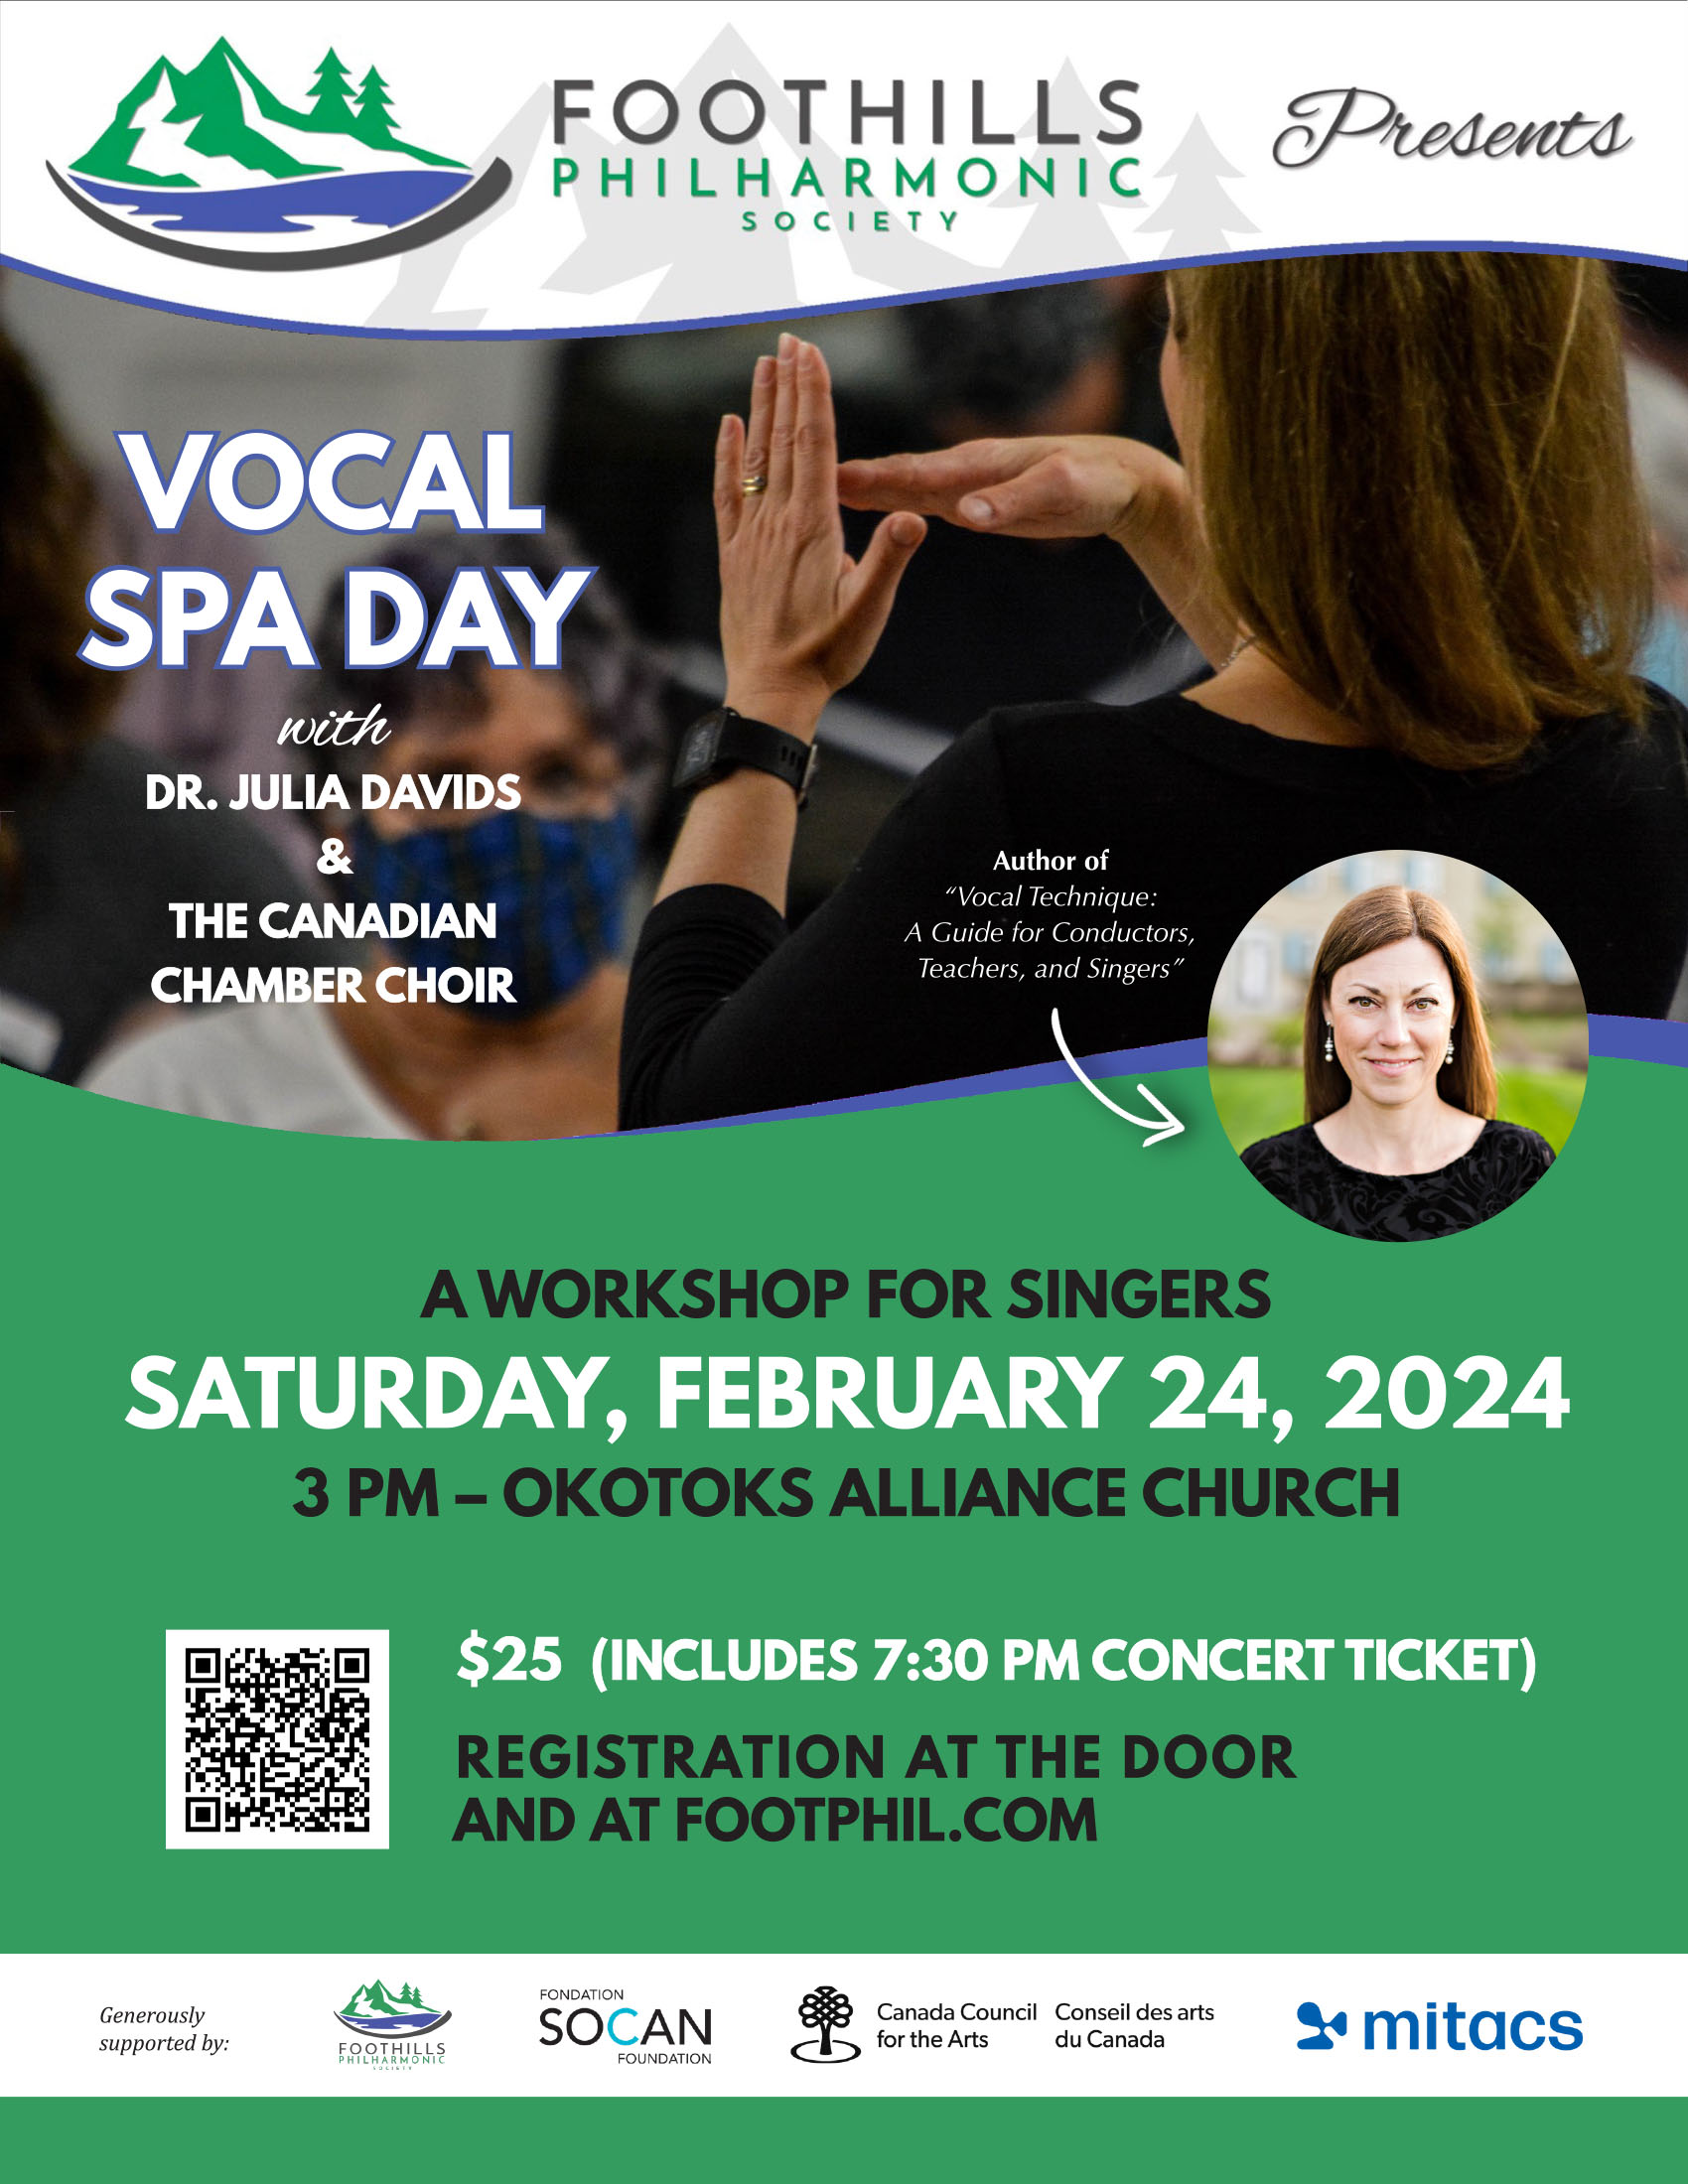 FOOTHILLS
PHILHARMONIC
SOCIETY
Presents
VOCAL
SPA DAY
with
DR. JULIA DAVIDS
&
THE CANADIAN
CHAMBER CHOIR
Author of
“Vocal Technique:
A Guide for Conductors,
Teachers, and Singers”
A WORKSHOP FOR SINGERS
SATURDAY, FEBRUARY 24, 2024
3 PM – OKOTOKS ALLIANCE CHURCH
$25 (INCLUDES 7:30 PM CONCERT TICKET)
REGISTRATION AT THE DOOR
AND AT FOOTPHIL.COM
Generously
supported by:
FOOTHILLS
PHILHARMONIC
SOCIETY
FONDATION
SOCAN
FOUNDATION
Canada Council
for the Arts
Conseil des arts
du Canada
mitacs